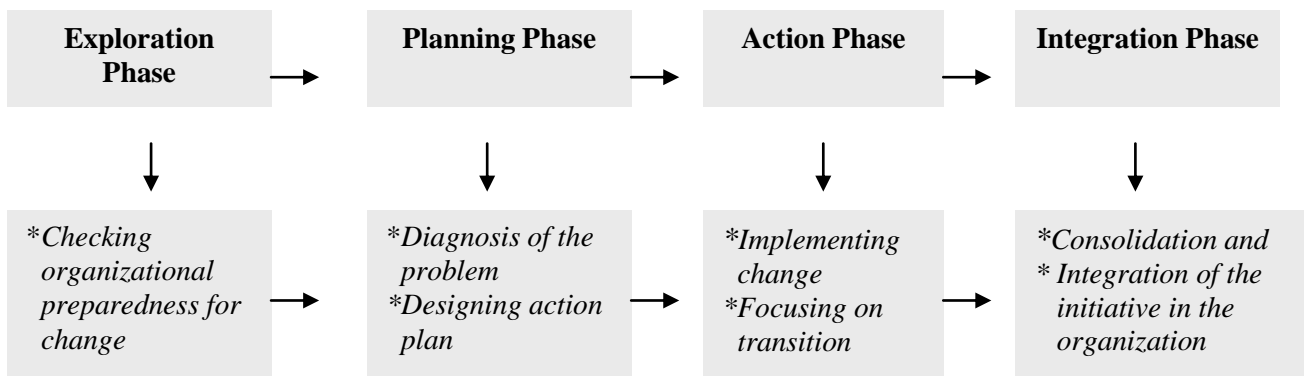 Exploration
Phase
Planning Phase
Action Phase
Integration Phase
*Checking
organizational
preparedness for
change
*Diagnosis of the
problem
*Designing action
plan
*Implementing
change
*Focusing on
transition
*Consolidation and
* Integration of the
initiative in the
organization